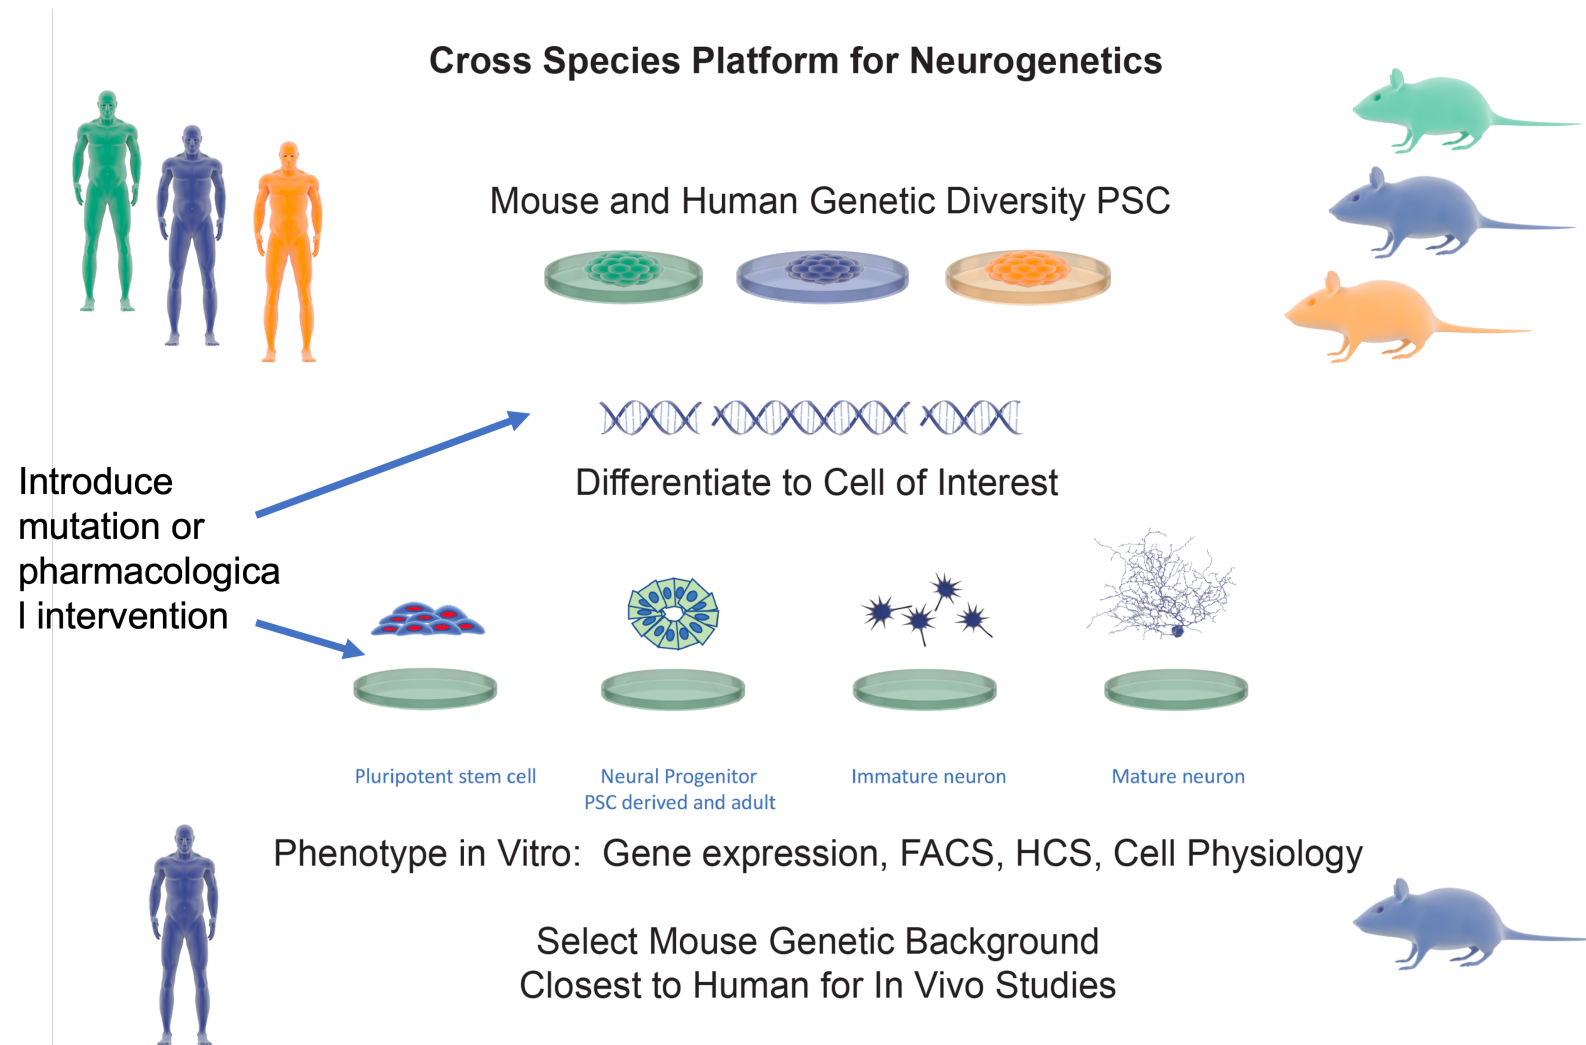 Cross Species Platform for Neurogenetics
Mouse and Human Genetic Diversity PSC
Differentiate to Cell of Interest
Introduce
mutation or
pharmacologica
l intervention
Pluripotent stem cell
Neural Progenitor
PSC derived and adult
Immature neuron
Mature neuron
Phenotype in Vitro:  Gene expression, FACS, HCS, Cell Physiology
Select Mouse Genetic Background
Closest to Human for In Vivo Studies